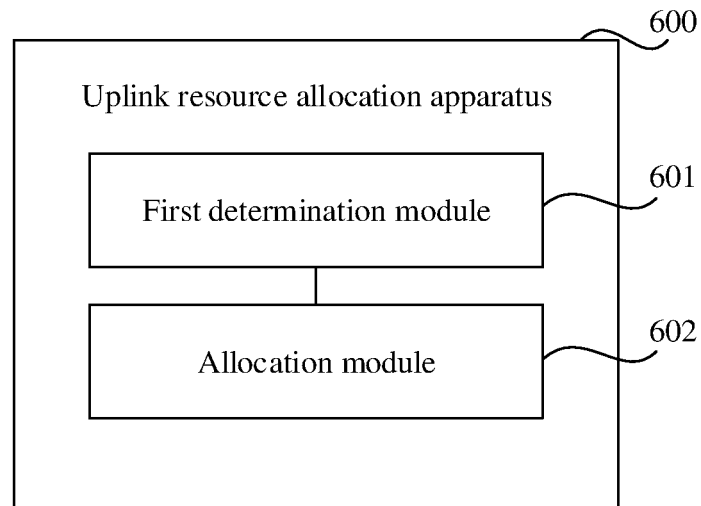 600
Uplink resource allocation apparatus
601
First determination module
602
Allocation module